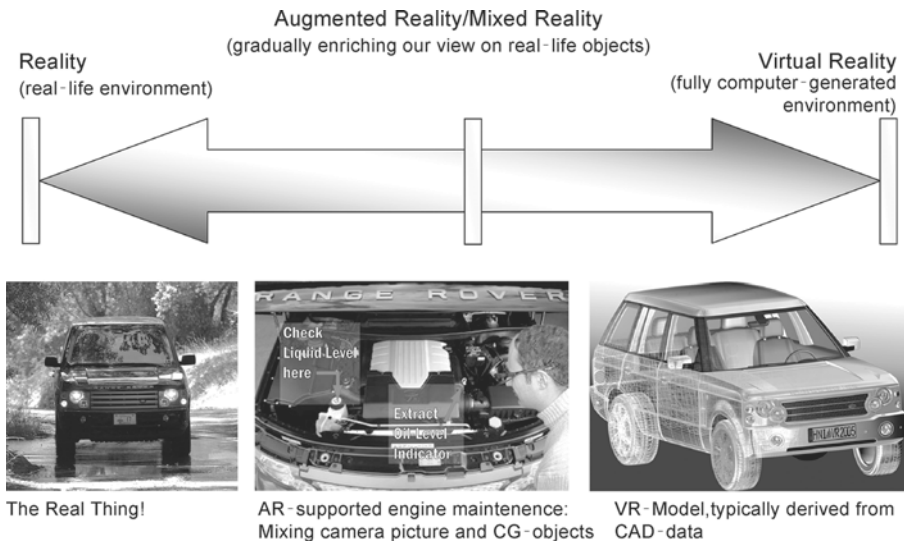 Augmented Reality/Mixed Reality
(gradually enriching our view on real-life objects)
Reality
(real-life environment)
Virtual Reality
(fully computer-generated
environment)
RANGE ROVER
Check
Liquid Level
here
Extract
Oil Level
Indicator
HNI VR2005
The Real Thing!
AR-supported engine maintenence:
Mixing camera picture and CG-objects
VR-Model,typically derived from
CAD-data